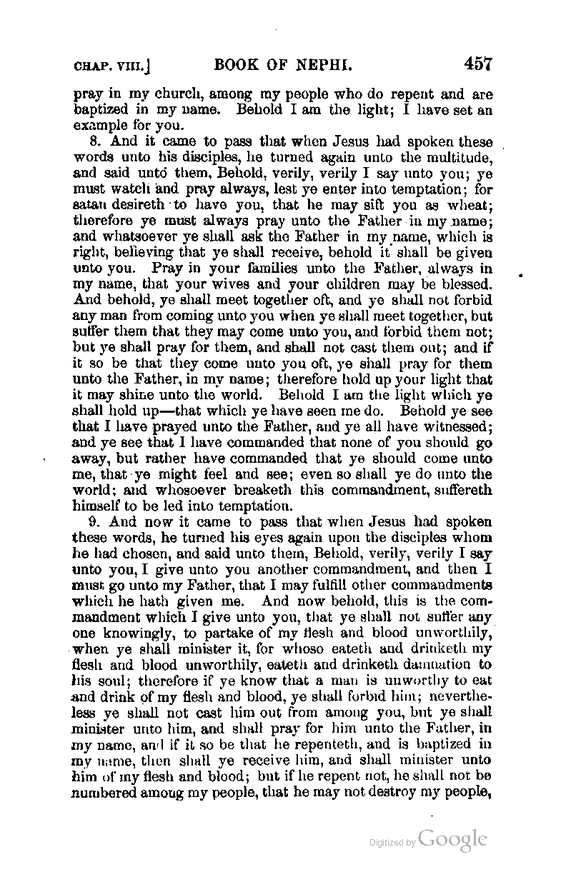 CHAP. VIII.] BOOK OF NEPHI. 457
pray in my church, among my people who do repent and are
baptized in my name. Behold I am the light; I have set an
example for you.
8. And it came to pass that when Jesus had spoken these
words unto his disciples, he turned again unto the multitude,
and said unto them, Behold, verily, verily I say unto you; ye
must watch and pray always, lest ye enter into temptation; for
satan desireth to have you, that he may sift you as wheat;
therefore ye must always pray unto the Father in my name;
and whatsoever ye shall ask the Father in my name, which is
right, believing that ye shall receive, behold it shall be given
unto you. Pray in your families unto the Father, always in
my name, that your wives and your children may be blessed.
And behold, ye shall meet together oft, and ye shall not forbid
any man from coming unto you when ye shall meet together, but
suffer them that they may come unto you, and forbid them not;
but ye shall pray for them, and shall not cast them out; and if
it so be that they come unto you oft, ye shall pray for them
unto the Father, in my name; therefore hold up your light that
it may shine unto the world. Behold I am the light which ye
shall hold up—that which ye have seen me do. Behold ye see
that I have prayed unto the Father, and ye all have witnessed;
and ye see that I have commanded that none of you should go
away, but rather have commanded that ye should come unto
me, that ye might feel and see; even so shall ye do unto the
world; and whosoever breaketh this commandment, suffereth
himself to be led into temptation.
9. And now it came to pass that when Jesus had spoken
these words, he turned his eyes again upon the disciples whom
he had chosen, and said unto them, Behold, verily, verily I say
unto you, I give unto you another commandment, and then I
must go unto my Father, that I may fulfill other commandments
which he hath given me. And now behold, this is the com-
mandment which I give unto you, that ye shall not suffer any
one knowingly, to partake of my flesh and blood unworthily,
when ye shall minister it, for whoso eateth and drinketh my
flesh and blood unworthily, eateth and drinketh damnation to
his soul; therefore if ye know that a man is unworthy to eat
and drink of my flesh and blood, ye shall forbid him; neverthe-
less ye shall not cast him out from among you, but ye shall
minister unto him, and shall pray for him unto the Father, in
my name, and if it so be that he repenteth, and is baptized in
my name, then shall ye receive him, and shall minister unto
him of my flesh and blood; but if he repent not, he shall not be
numbered among my people, that he may not destroy my people,
Digitized by Google